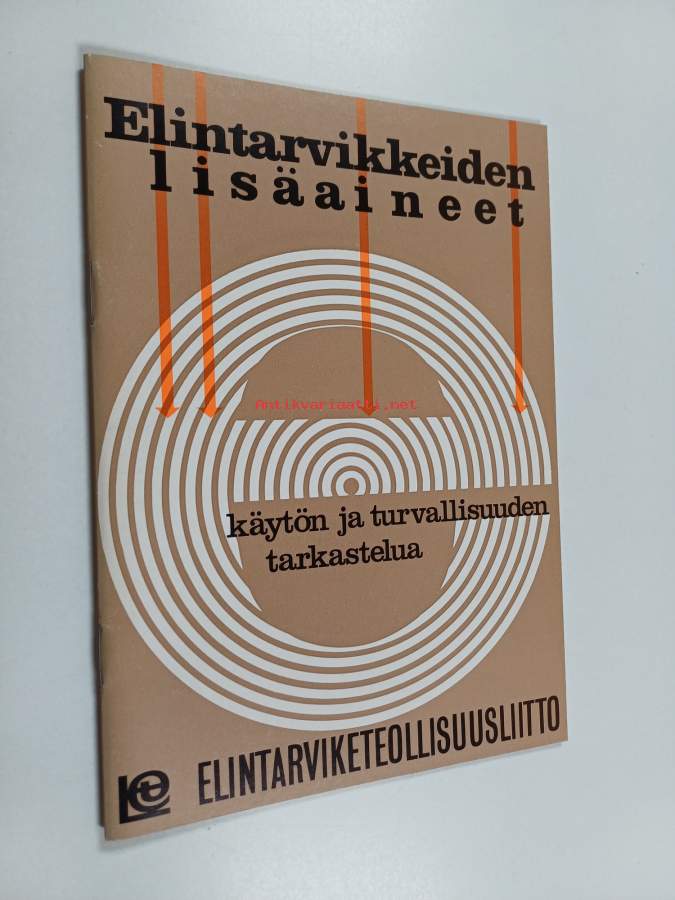 Elintarvikkeiden
lisäaineet
Antikvariaatti.net
käytön ja turvallisuuden
tarkastelua
ELINTARVIKETEOLLISUUSLIITTO